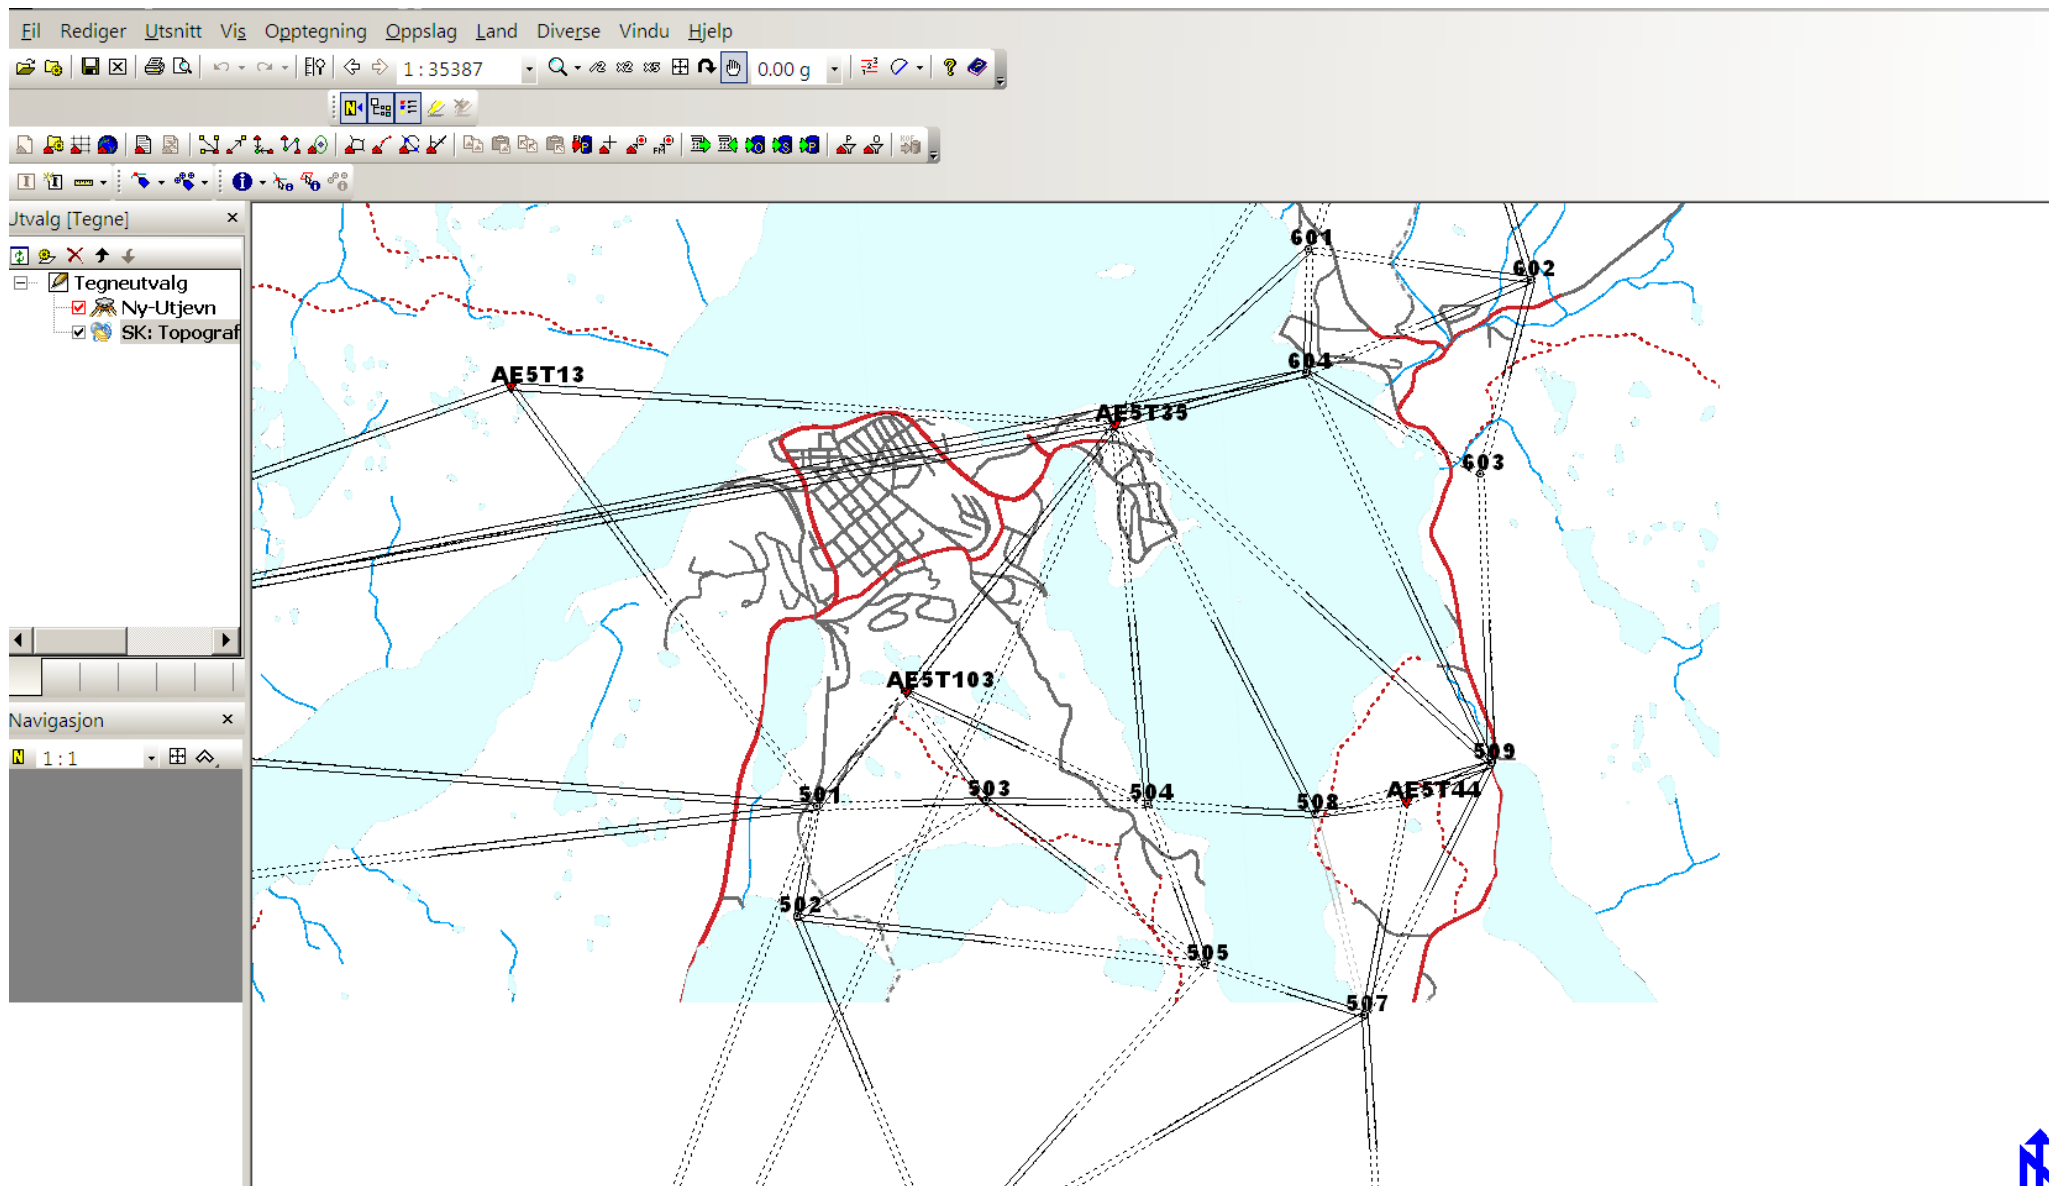 Fil Rediger Utsnitt Vis Opptegning Oppslag Land Diverse Vindu Hjelp
1:35387
0.00 g
Utvalg [Tegne]
Tegneutvalg
Ny-Utjevn
SK: Topograf
Navigasjon
1:1
601
602
604
AE5T13
AE5T35
603
AE5T103
509
501
503
504
508
AE5T44
502
505
507
N